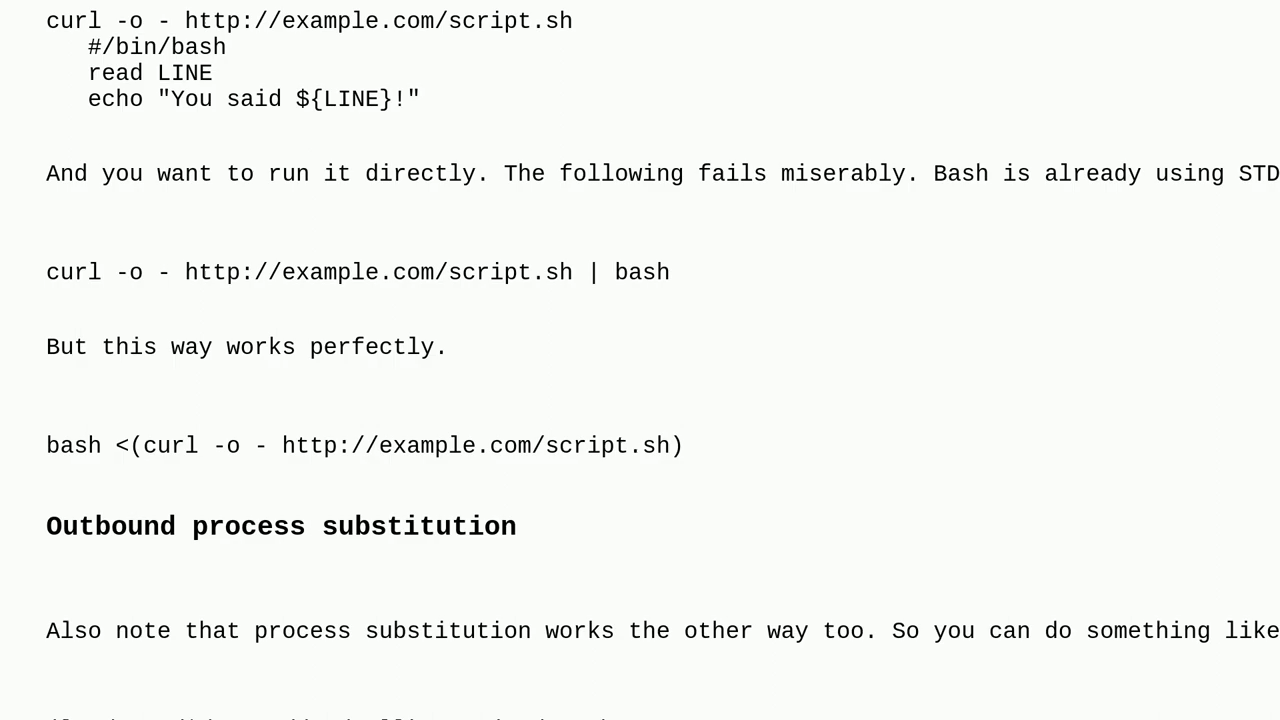 curl -o - http://example.com/script.sh
#/bin/bash
read LINE
echo "You said ${LINE}!"
And you want to run it directly. The following fails miserably. Bash is already using STD
curl -o - http://example.com/script.sh | bash
But this way works perfectly.
bash <(curl -o - http://example.com/script.sh)
Outbound process substitution
Also note that process substitution works the other way too. So you can do something like